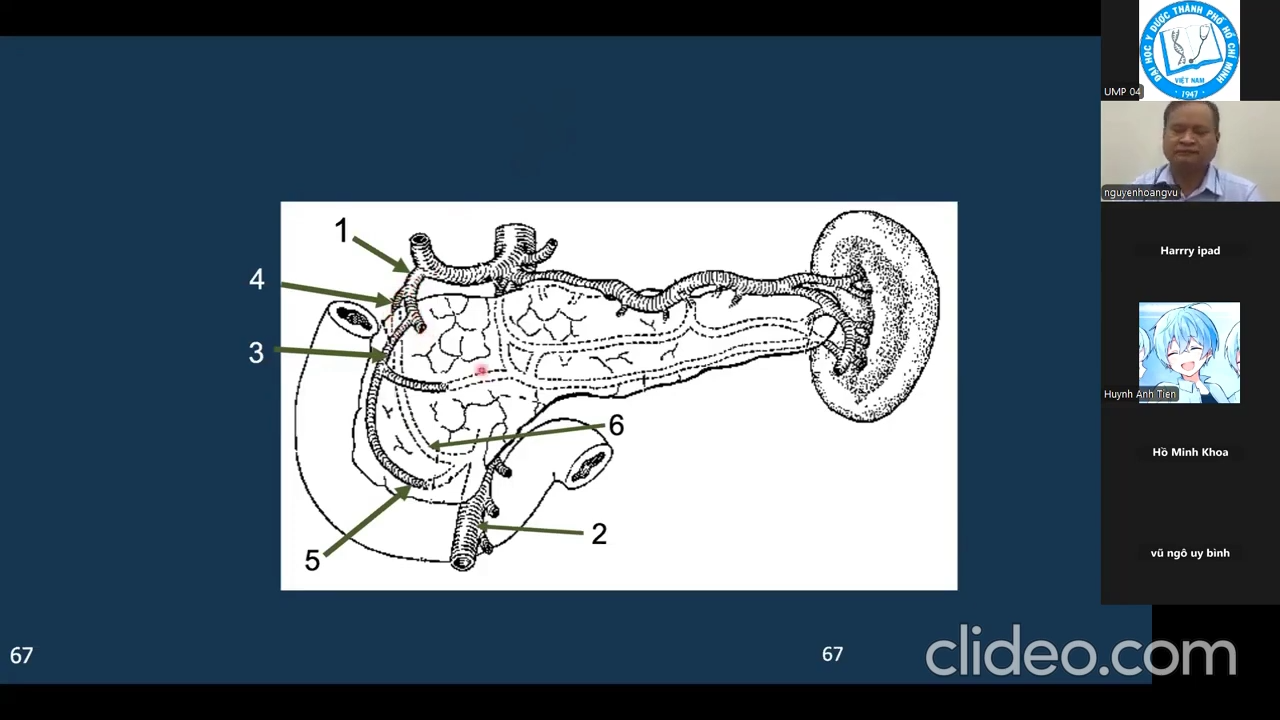 1
4
3
6
5
2
67
67
clideo.com
ĐẠI HỌC Y DƯỢC THÀNH PHỐ HỒ CHÍ MINH
VIỆT NAM
1947
UMP 04
nguyenhoangvu
Harrry ipad
Huynh Anh Tien
Hồ Minh Khoa
vũ ngô uy bình